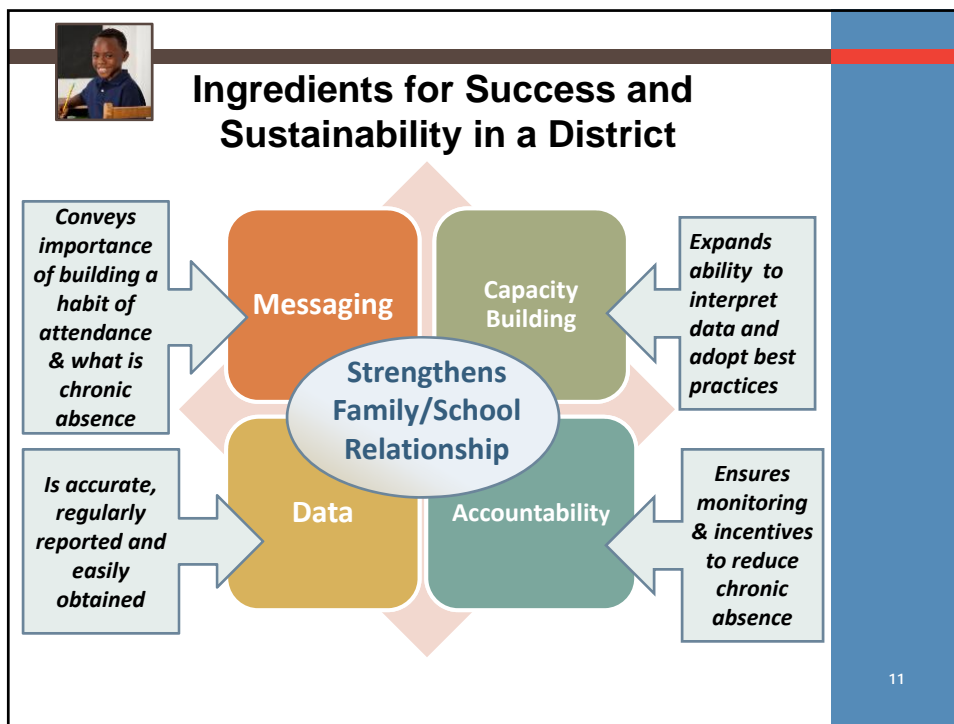 Ingredients for Success and
Sustainability in a District
Conveys
importance
of building a
habit of
attendance
& what is
chronic
absence
Messaging
Capacity
Building
Expands
ability to
interpret
data and
adopt best
practices
Strengthens
Family/School
Relationship
Is accurate,
regularly
reported and
easily
obtained
Data
Accountability
Ensures
monitoring
& incentives
to reduce
chronic
absence
11